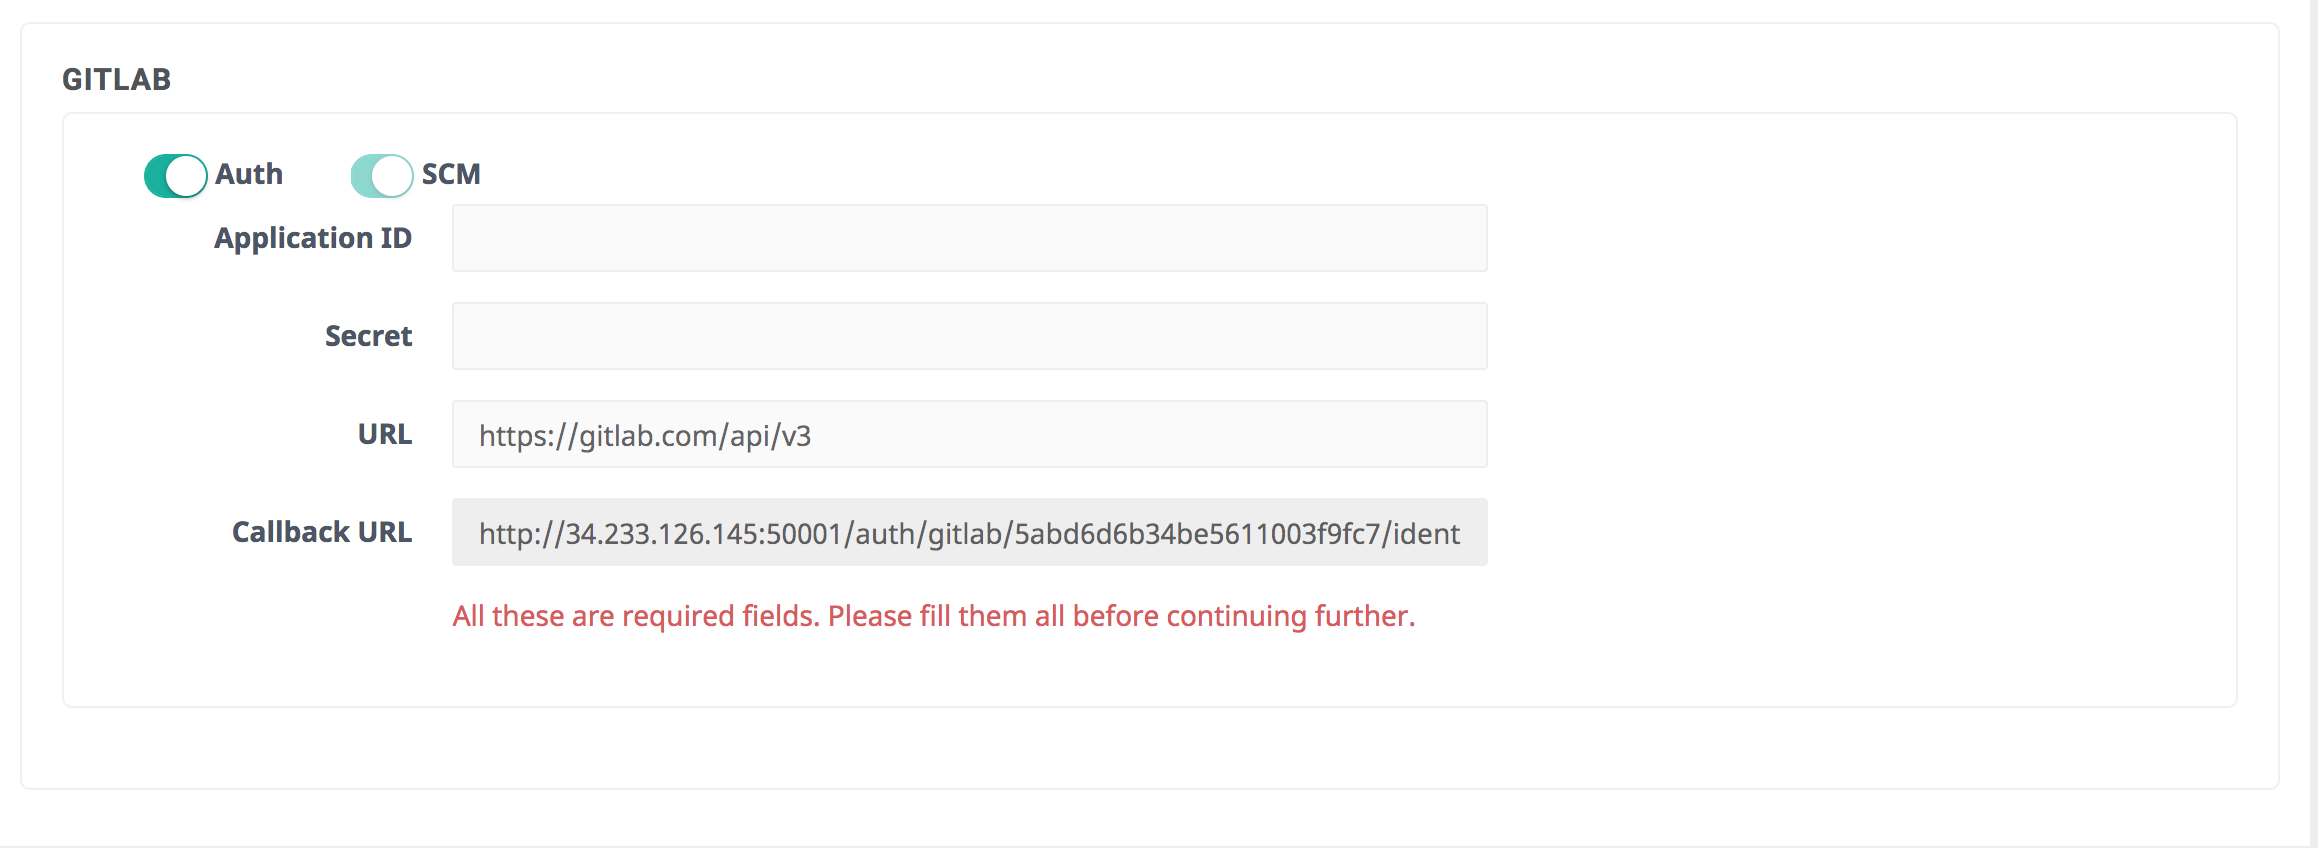 GITLAB
Auth SCM
Application ID
Secret
URL https://gitlab.com/api/v3
Callback URL http://34.233.126.145:50001/auth/gitlab/5abd6d6b34be5611003f9fc7/ident
All these are required fields. Please fill them all before continuing further.